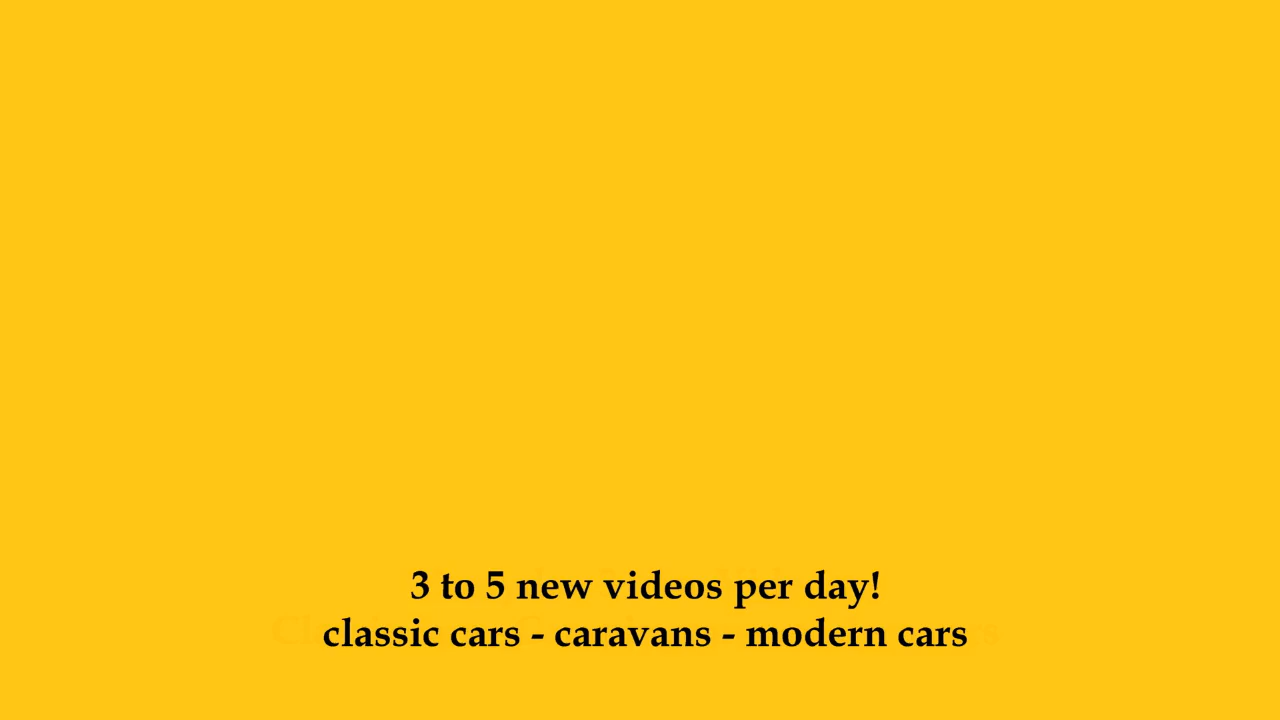 3 to 5 new videos per day!
classic cars - caravans - modern cars